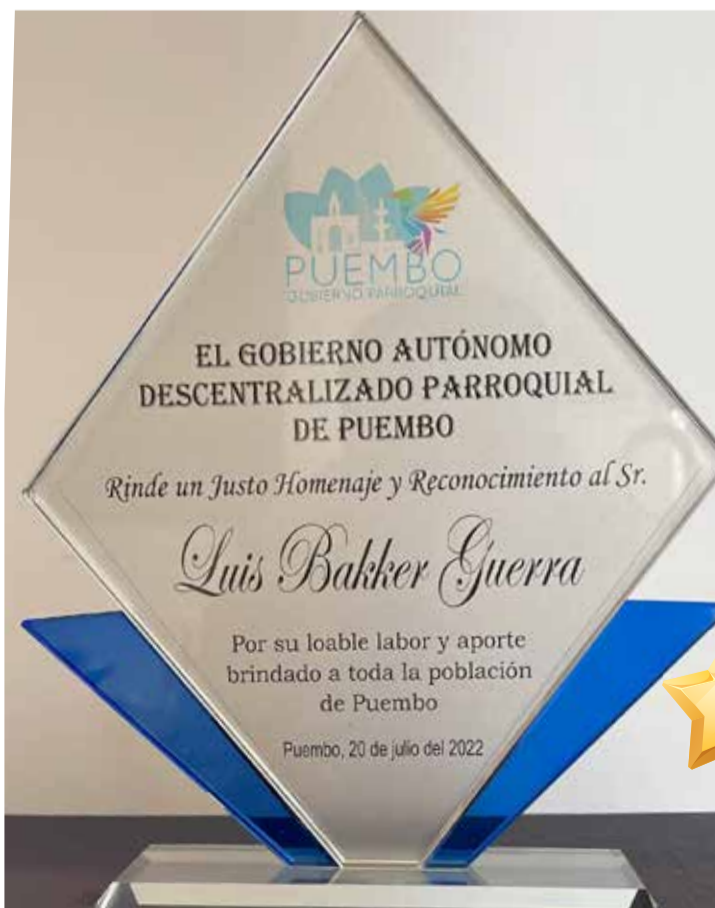 PUEMBO
GOBIERNO PARROQUIAL
EL GOBIERNO AUTÓNOMO
DESCENTRALIZADO PARROQUIAL
DE PUEMBO
Rinde un Justo Homenaje y Reconocimiento al Sr.
Luis Bakker Guerra
Por su loable labor y aporte
brindado a toda la población
de Puembo
Puembo, 20 de julio del 2022